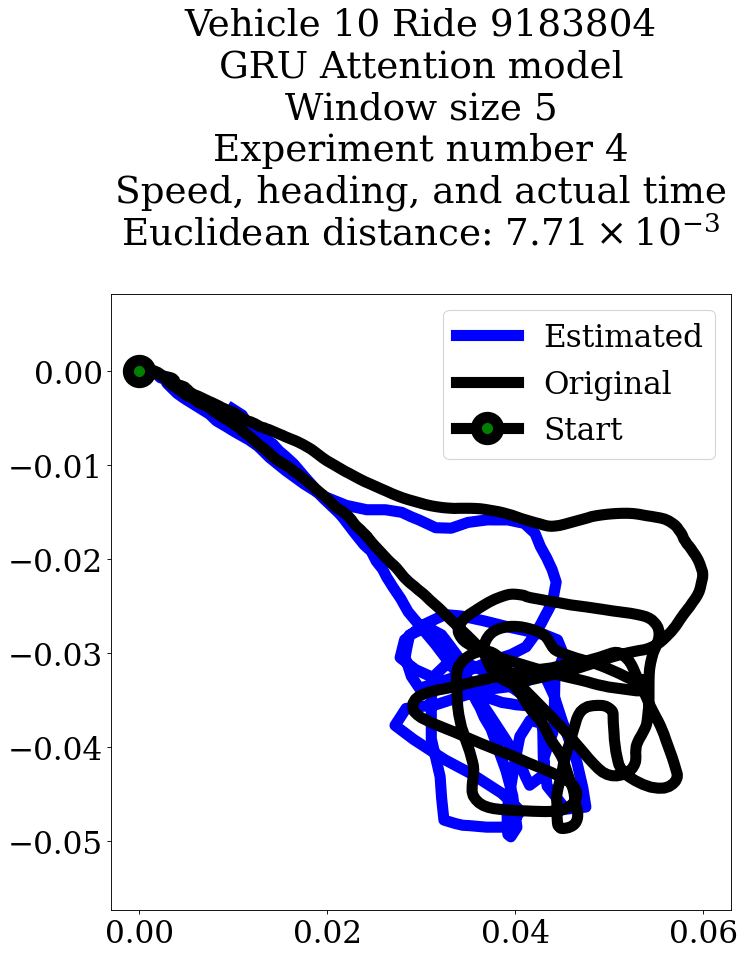 Vehicle 10 Ride 9183804
GRU Attention model
Window size 5
Experiment number 4
Speed, heading, and actual time
Euclidean distance: 7.71 × 10⁻³
Estimated
Original
Start
0.00
−0.01
−0.02
−0.03
−0.04
−0.05
0.00 0.02 0.04 0.06